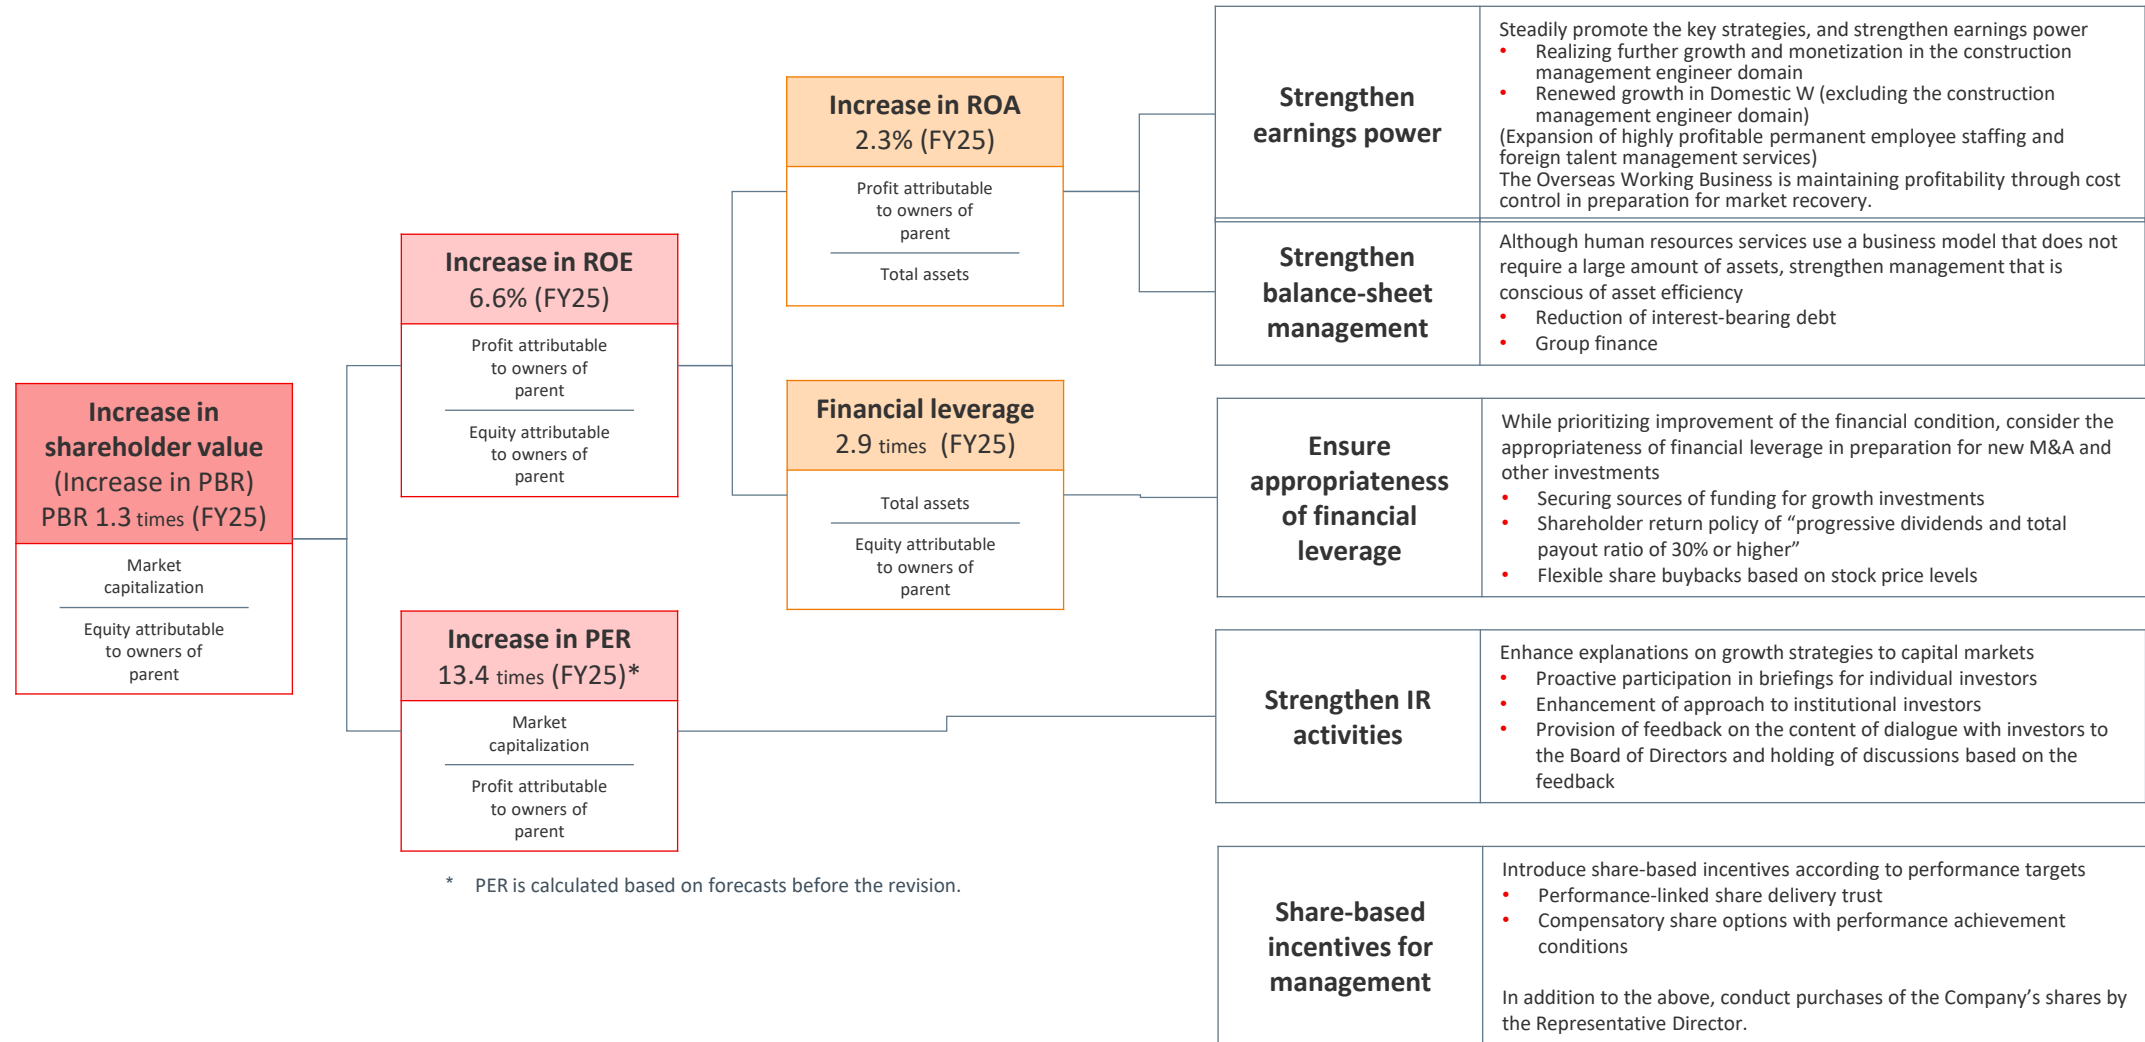 Increase in
shareholder value
(Increase in PBR)
PBR 1.3 times (FY25)
Market
capitalization
Equity attributable
to owners of
parent
Increase in ROE
6.6% (FY25)
Profit attributable
to owners of
parent
Equity attributable
to owners of
parent
Increase in PER
13.4 times (FY25)*
Market
capitalization
Profit attributable
to owners of
parent
* PER is calculated based on forecasts before the revision.
Increase in ROA
2.3% (FY25)
Profit attributable
to owners of
parent
Total assets
Financial leverage
2.9 times (FY25)
Total assets
Equity attributable
to owners of
parent
Strengthen
earnings power
Steadily promote the key strategies, and strengthen earnings power
• Realizing further growth and monetization in the construction
management engineer domain
• Renewed growth in Domestic W (excluding the construction
management engineer domain)
(Expansion of highly profitable permanent employee staffing and
foreign talent management services)
The Overseas Working Business is maintaining profitability through cost
control in preparation for market recovery.
Strengthen
balance-sheet
management
Although human resources services use a business model that does not
require a large amount of assets, strengthen management that is
conscious of asset efficiency
• Reduction of interest-bearing debt
• Group finance
Ensure
appropriateness
of financial
leverage
While prioritizing improvement of the financial condition, consider the
appropriateness of financial leverage in preparation for new M&A and
other investments
• Securing sources of funding for growth investments
• Shareholder return policy of “progressive dividends and total
payout ratio of 30% or higher”
• Flexible share buybacks based on stock price levels
Strengthen IR
activities
Enhance explanations on growth strategies to capital markets
• Proactive participation in briefings for individual investors
• Enhancement of approach to institutional investors
• Provision of feedback on the content of dialogue with investors to
the Board of Directors and holding of discussions based on the
feedback
Share-based
incentives for
management
Introduce share-based incentives according to performance targets
• Performance-linked share delivery trust
• Compensatory share options with performance achievement
conditions
In addition to the above, conduct purchases of the Company’s shares by
the Representative Director.